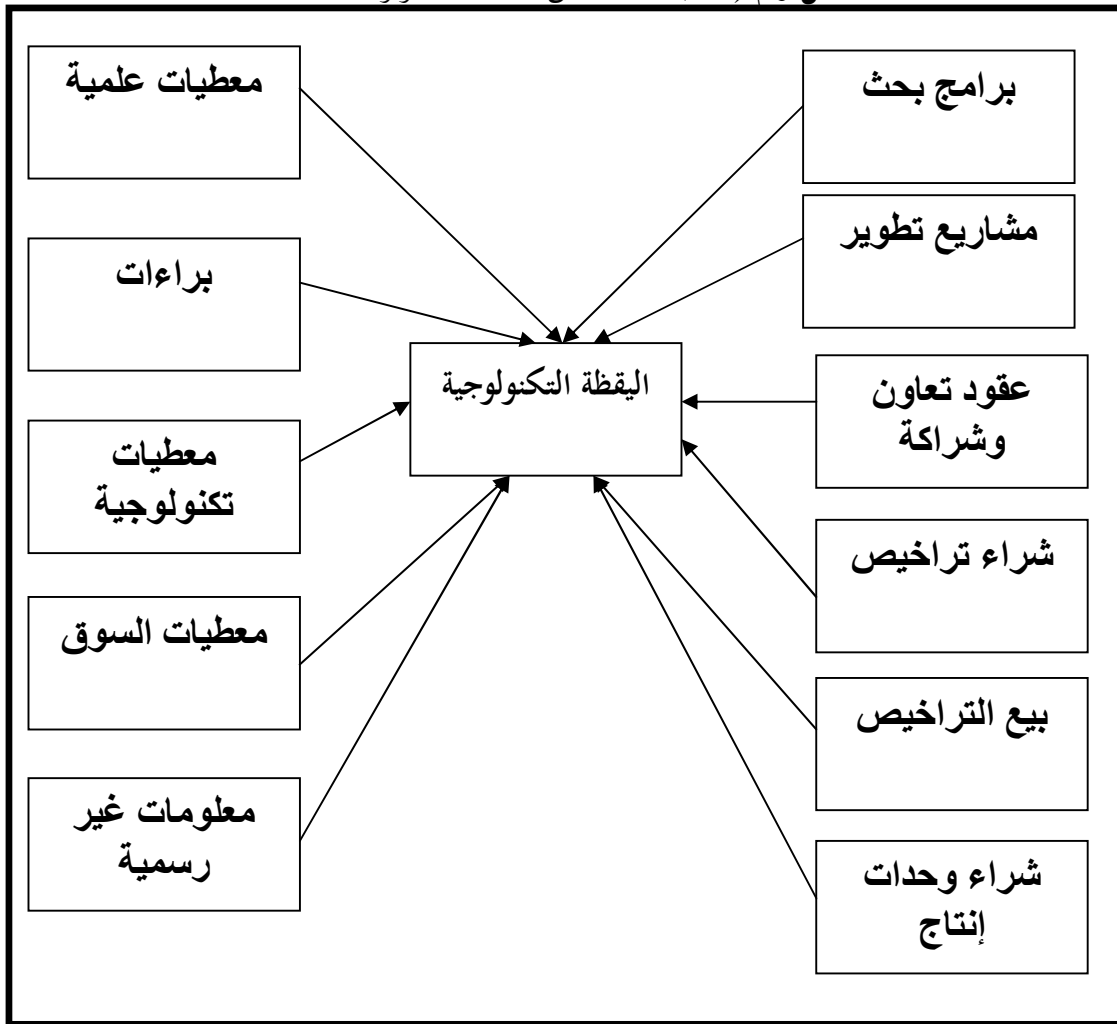 برامج بحث
معطيات علمية
مشاريع تطوير
براءات
اليقظة التكنولوجية
عقود تعاون
وشراكة
معطيات
تكنولوجية
شراء تراخيص
معطيات السوق
بيع التراخيص
معلومات غير
رسمية
شراء وحدات
إنتاج